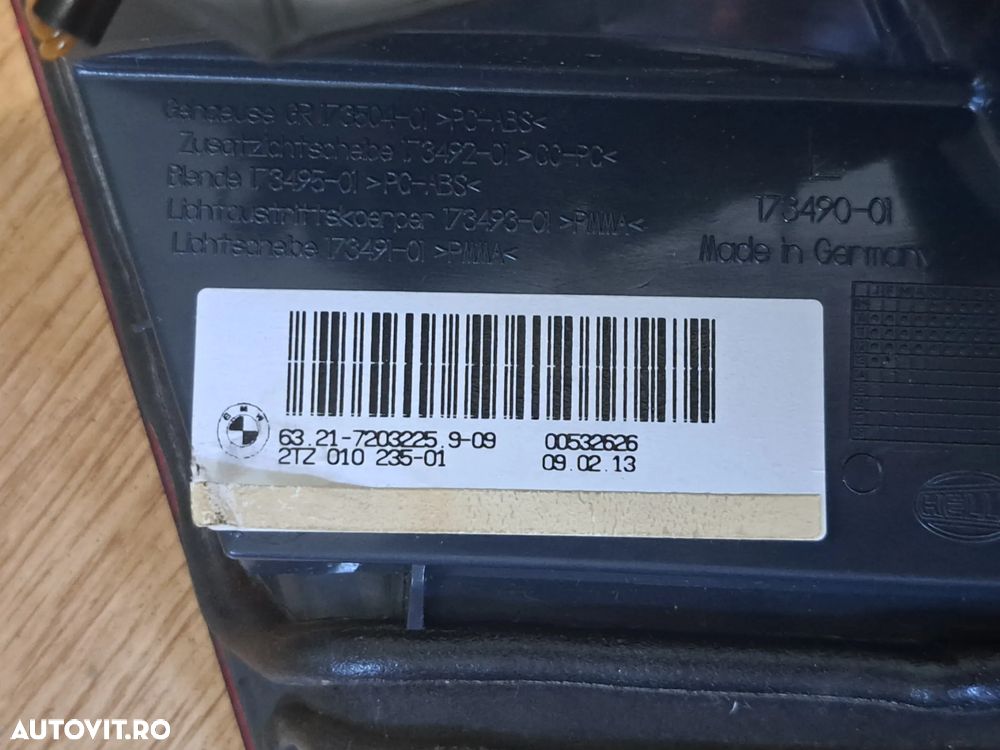 Gehaeuse GR 173504-01 >PC-ABS<
Zusatzlichtscheibe 173492-01 >CC-PC<
Blende 173495-01 >PC-ABS<
Lichtaustrittskoerper 173493-01 >PMMA<
Lichtscheibe 173491-01 >PMMA<
L
173490-01
Made in Germany
BMW
63.21-7203225.9-09 00532626
2TZ 010 235-01 09.02.13
HELLA
AUTOVIT.RO